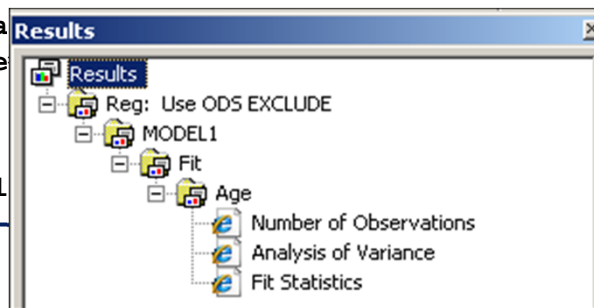 Results
Results
Reg: Use ODS EXCLUDE
MODEL1
Fit
Age
Number of Observations
Analysis of Variance
Fit Statistics